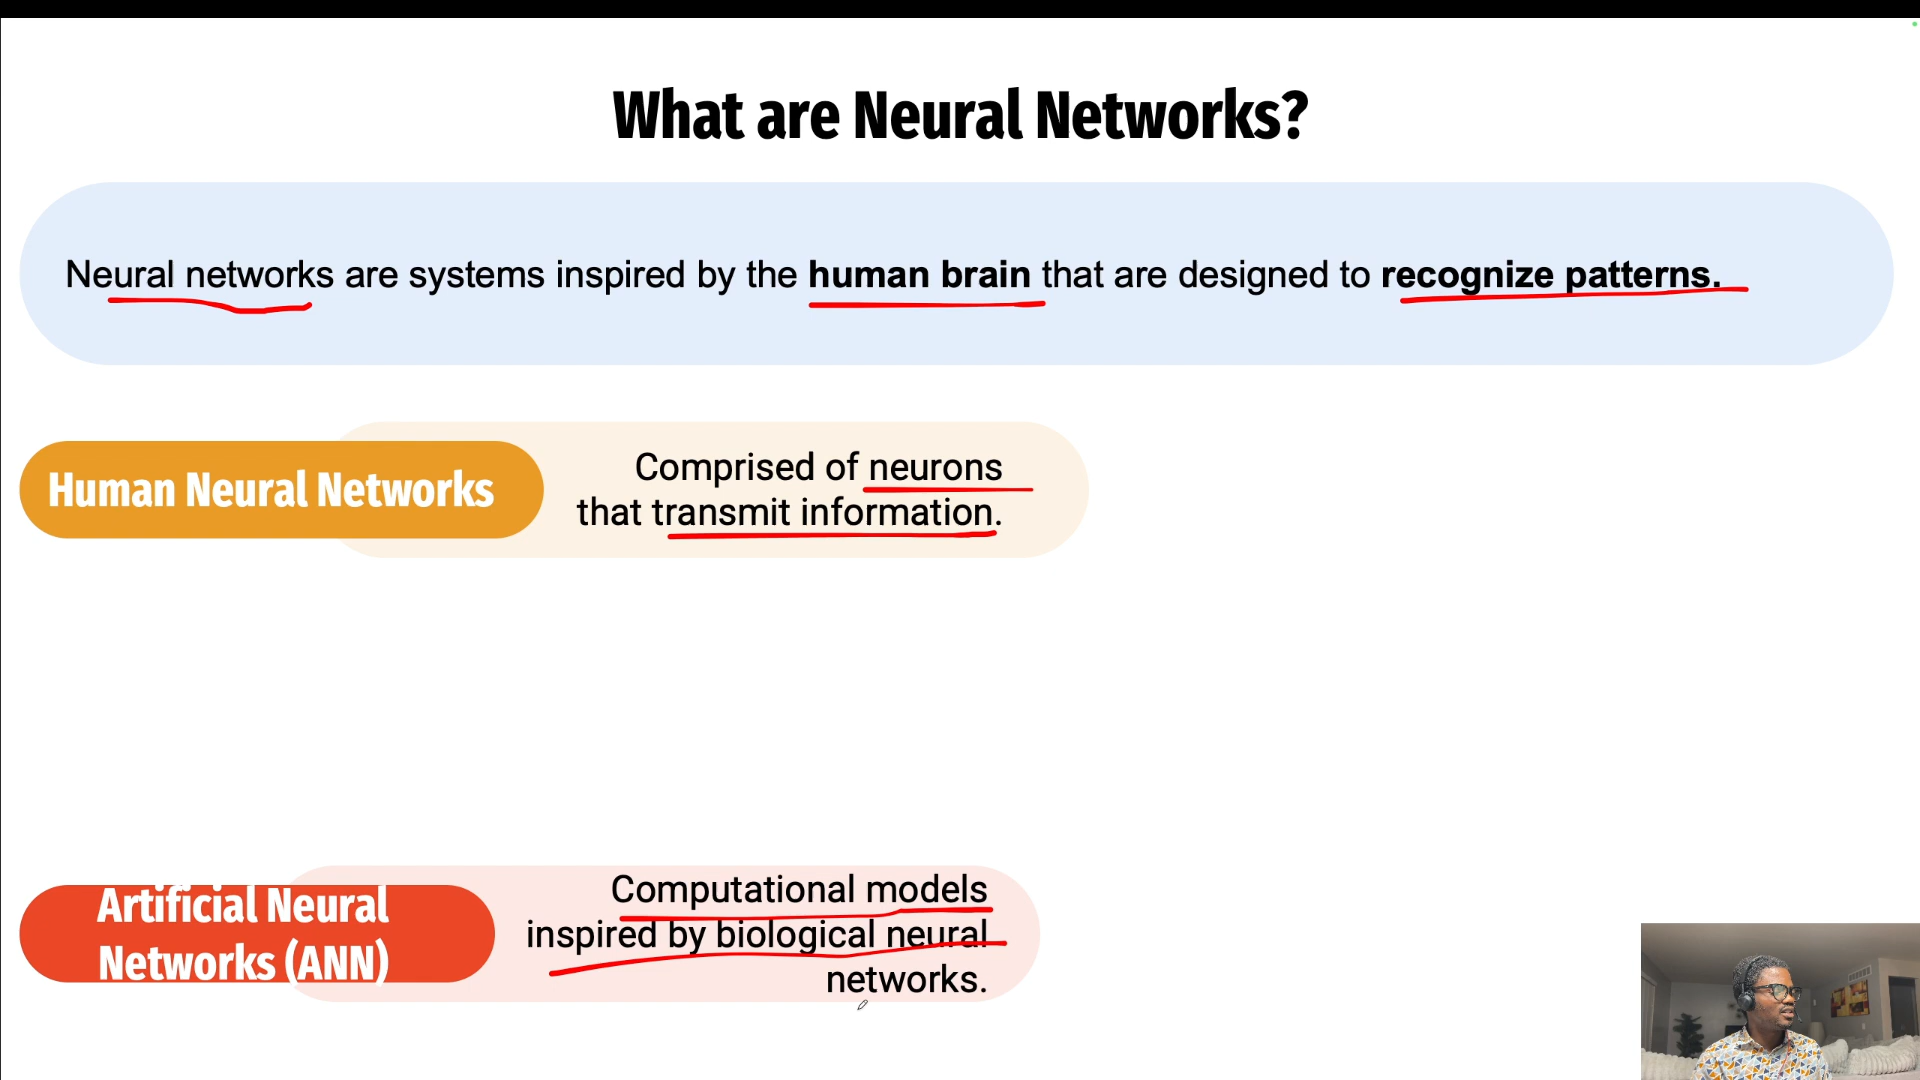 What are Neural Networks?
Neural networks are systems inspired by the human brain that are designed to recognize patterns.
Human Neural Networks
Comprised of neurons
that transmit information.
Artificial Neural
Networks (ANN)
Computational models
inspired by biological neural
networks.